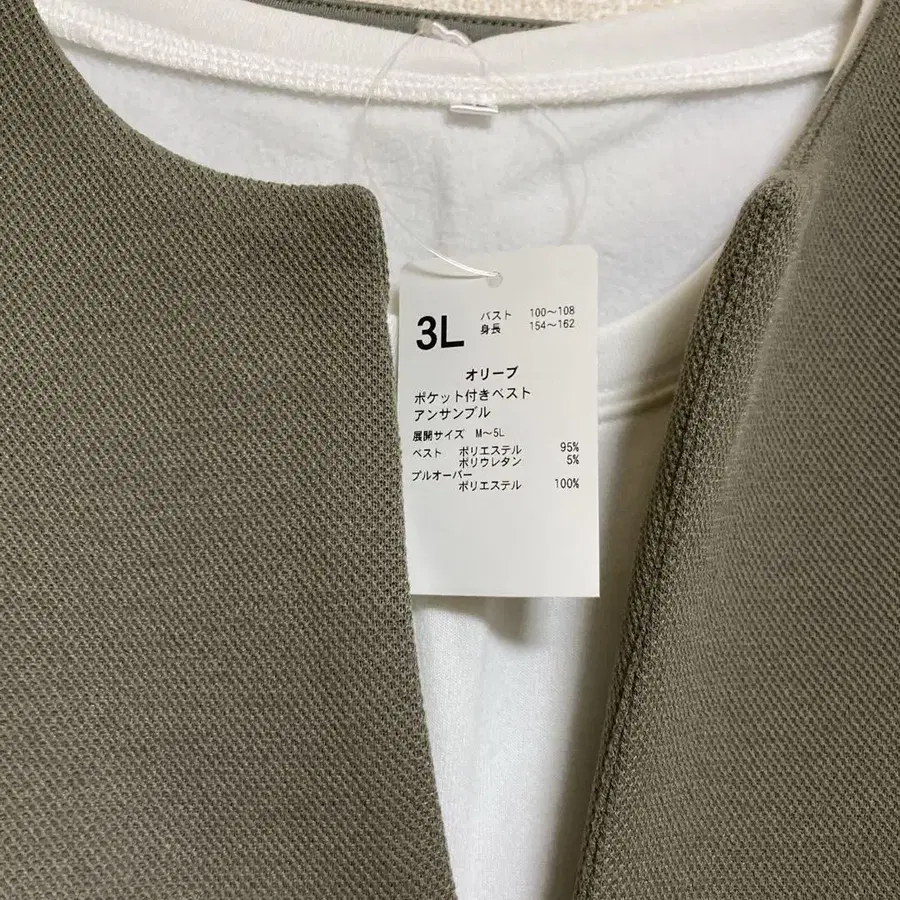 3L バスト 100～108
身長 154～162
オリーブ
ポケット付きベスト
アンサンブル
展開サイズ M～5L
ベスト ポリエステル 95%
ポリウレタン 5%
プルオーバー
ポリエステル 100%